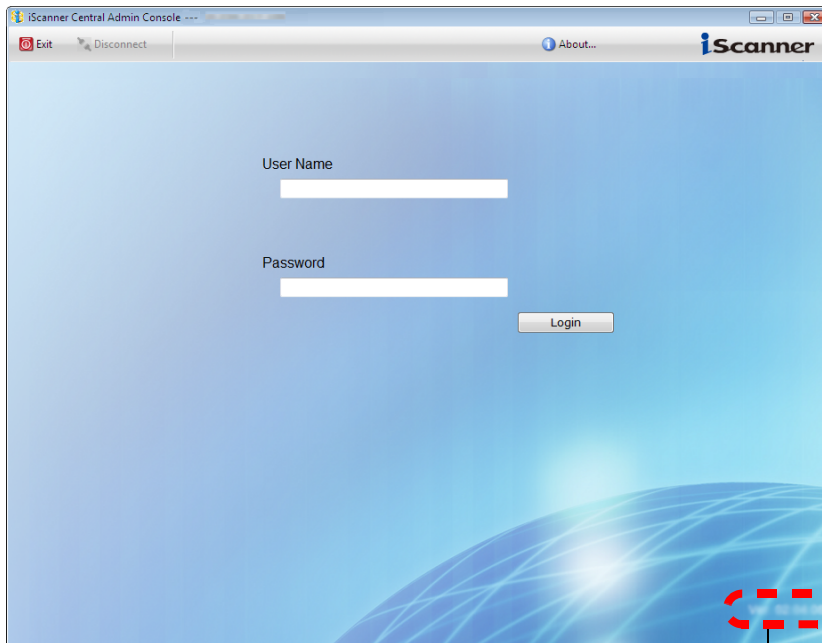 iScanner Central Admin Console ---
Exit Disconnect About... iScanner
User Name
Password
Login